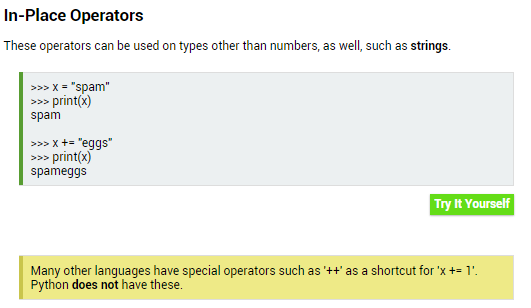 In-Place Operators
These operators can be used on types other than numbers, as well, such as strings.
>>> x = "spam"
>>> print(x)
spam
>>> x += "eggs"
>>> print(x)
spameggs
Try It Yourself
Many other languages have special operators such as '++' as a shortcut for 'x += 1'.
Python does not have these.